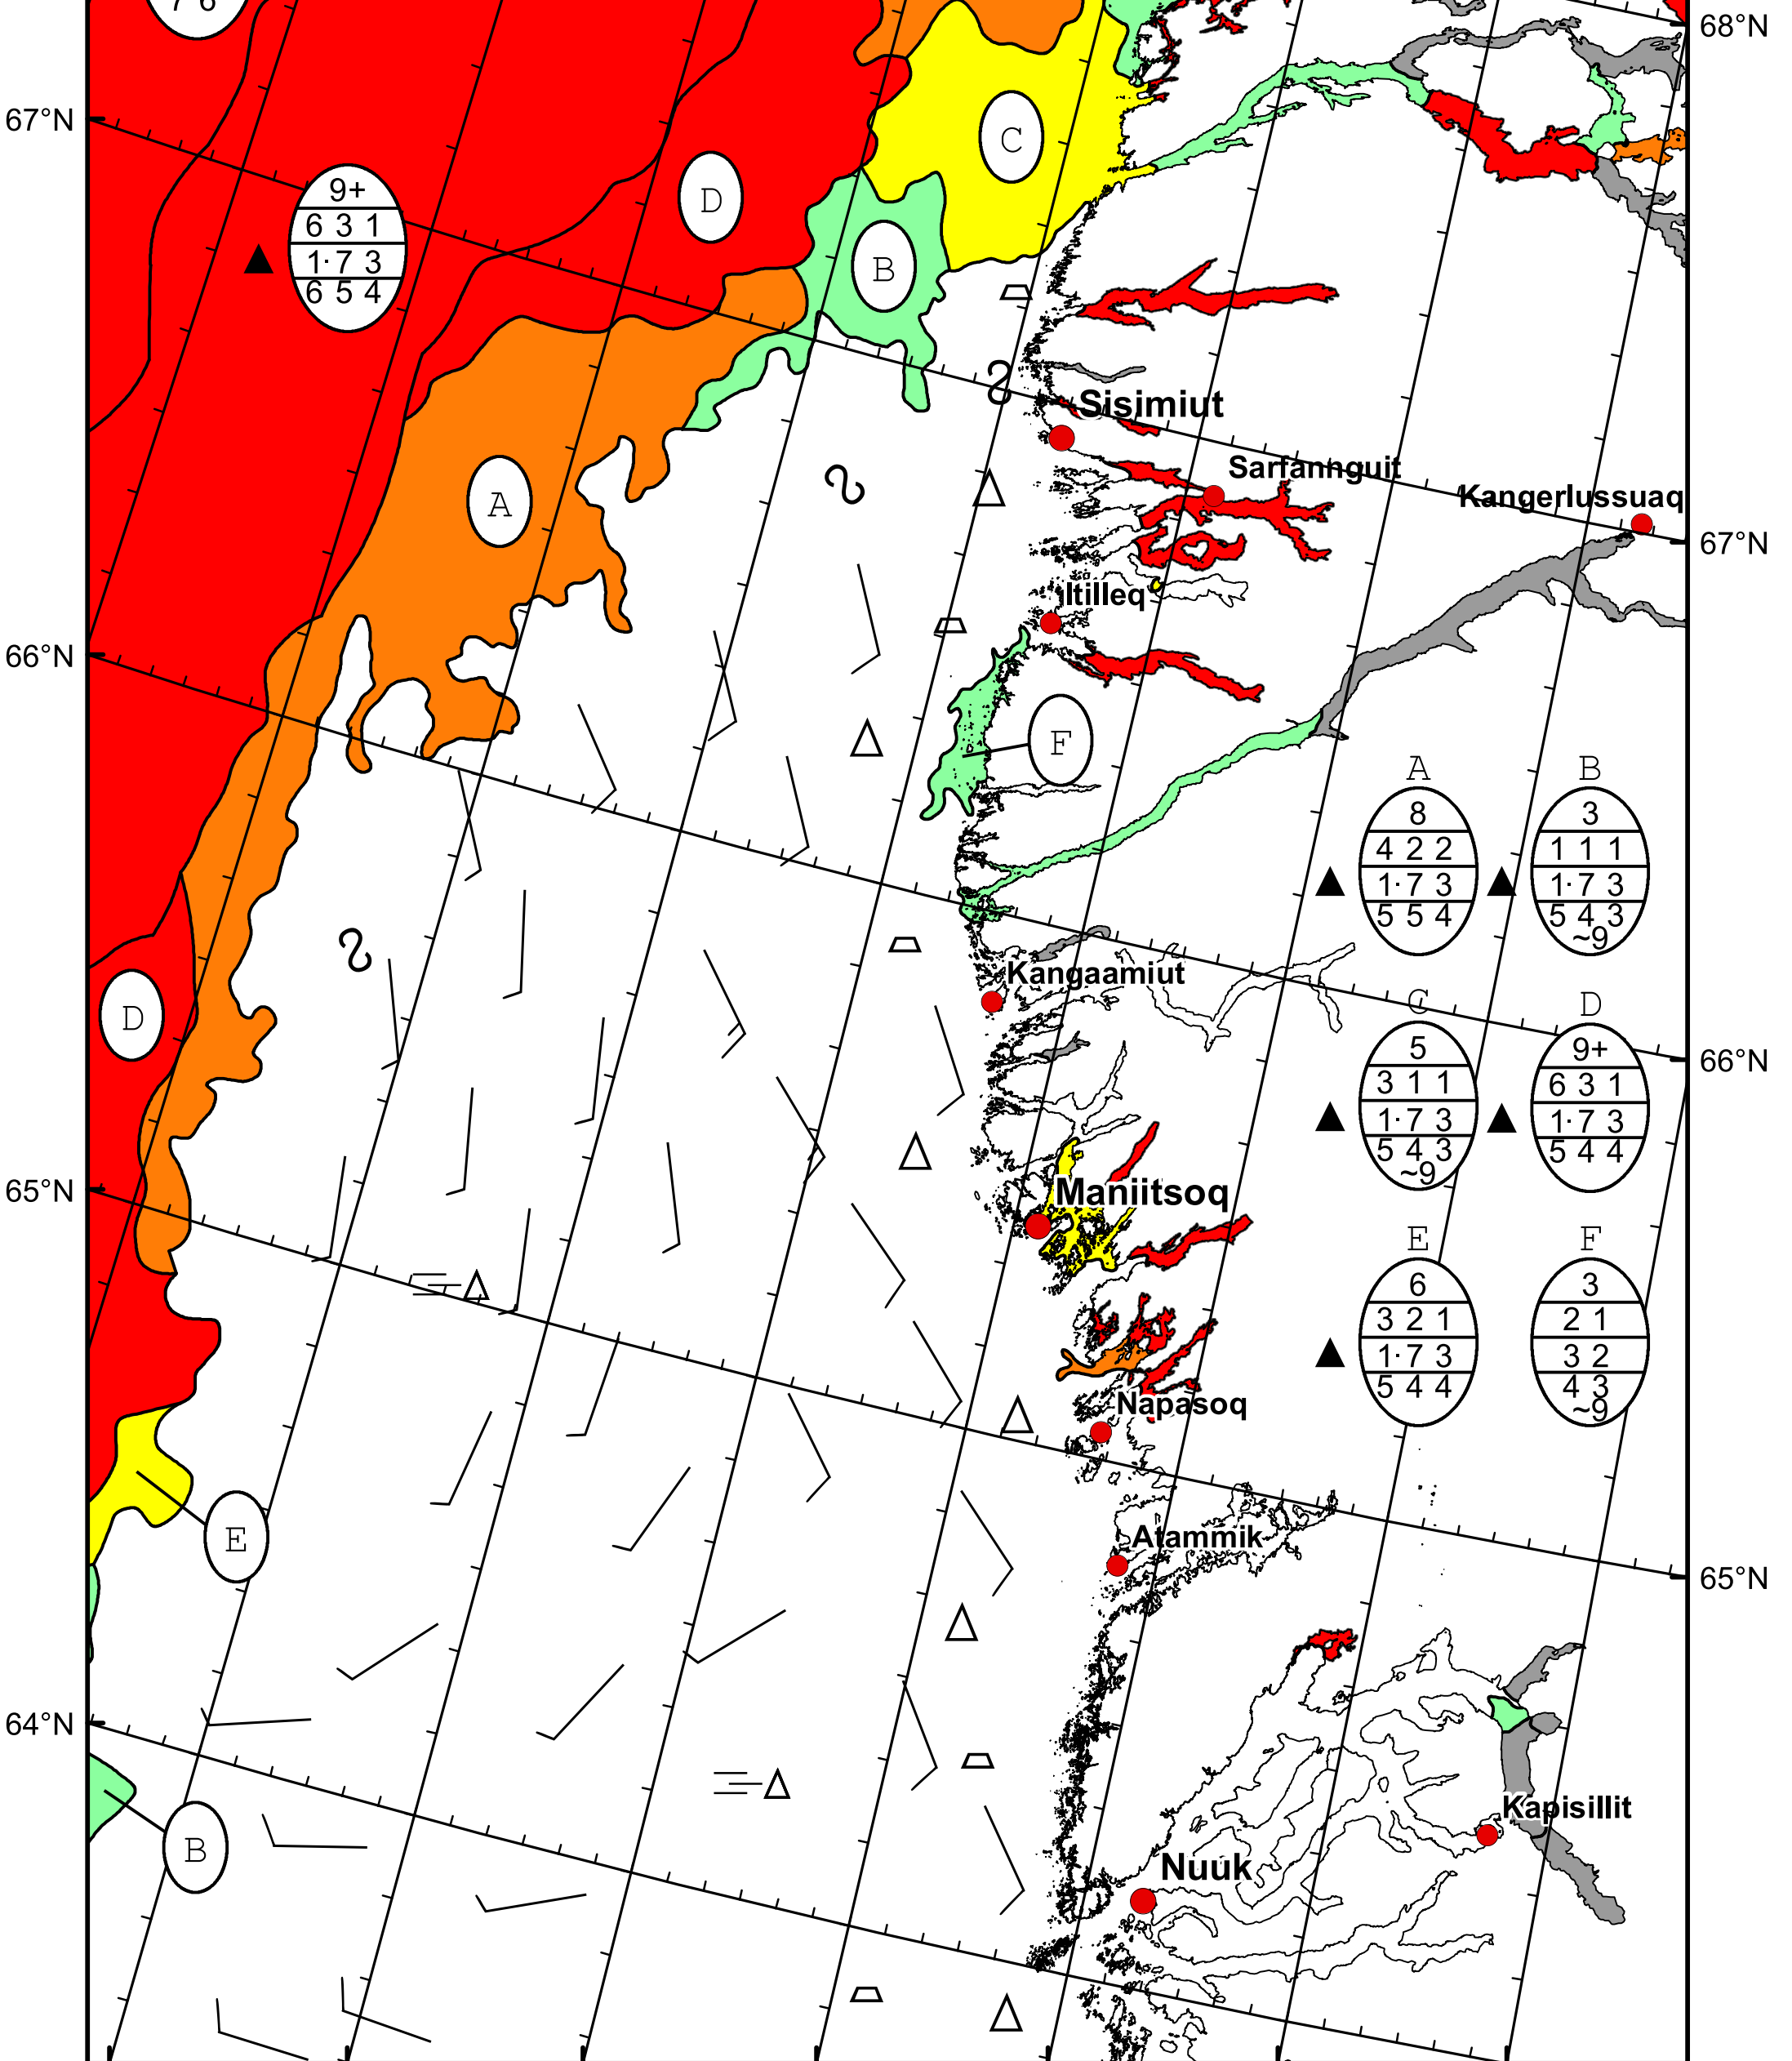 7 6
68°N
67°N
C
D
9+
6 3 1
1· 7 3
6 5 4
B
Sisimiut
Sarfannguit
Kangerlussuaq
A
67°N
Itilleq
66°N
F
A
B
8
4 2 2
1· 7 3
5 5 4
3
1 1 1
1· 7 3
5 4 3
~9
Kangaamiut
D
C
D
5
3 1 1
1· 7 3
5 4 3
~9
9+
6 3 1
1· 7 3
5 4 4
66°N
65°N
Maniitsoq
E
F
6
3 2 1
1· 7 3
5 4 4
3
2 1
3 2
4 3
~9
Napasoq
E
Atammik
65°N
64°N
B
Kapisillit
Nuuk